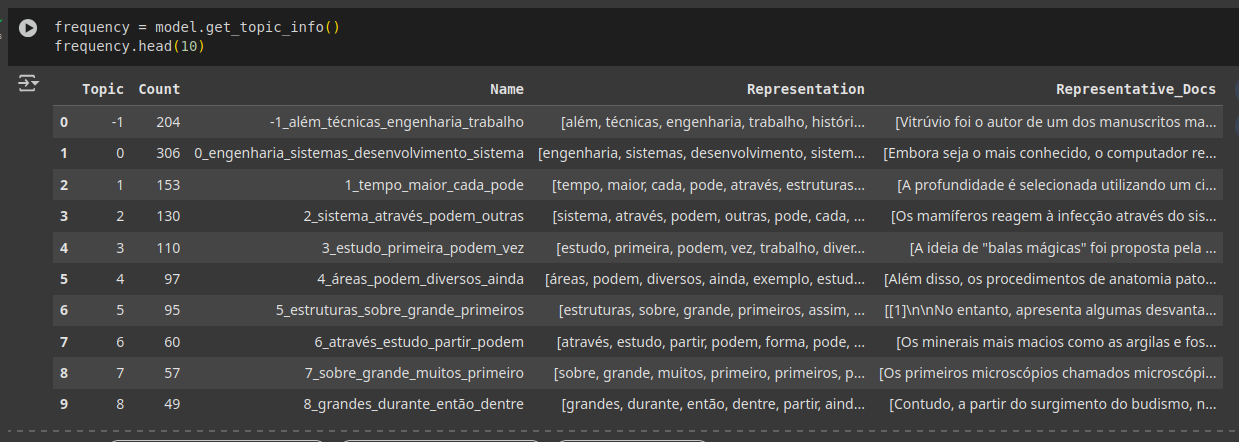 frequency = model.get_topic_info()
frequency.head(10)
Topic Count Name Representation Representative_Docs
0 -1 204 -1_além_técnicas_engenharia_trabalho [além, técnicas, engenharia, trabalho, históri... [Vitrúvio foi o autor de um dos manuscritos ma...
1 0 306 0_engenharia_sistemas_desenvolvimento_sistema [engenharia, sistemas, desenvolvimento, sistem... [Embora seja o mais conhecido, o computador re...
2 1 153 1_tempo_maior_cada_pode [tempo, maior, cada, pode, através, estruturas... [A profundidade é selecionada utilizando um ci...
3 2 130 2_sistema_através_podem_outras [sistema, através, podem, outras, pode, cada, ... [Os mamíferos reagem à infecção através do sis...
4 3 110 3_estudo_primeira_podem_vez [estudo, primeira, podem, vez, trabalho, diver... [A ideia de "balas mágicas" foi proposta pela ...
5 4 97 4_áreas_podem_diversos_ainda [áreas, podem, diversos, ainda, exemplo, estud... [Além disso, os procedimentos de anatomia pato...
6 5 95 5_estruturas_sobre_grande_primeiros [estruturas, sobre, grande, primeiros, assim, ... [[1]\n\nNo entanto, apresenta algumas desvanta...
7 6 60 6_através_estudo_partir_podem [através, estudo, partir, podem, forma, pode, ... [Os minerais mais macios como as argilas e fos...
8 7 57 7_sobre_grande_muitos_primeiro [sobre, grande, muitos, primeiro, primeiros, p... [Os primeiros microscópios chamados microscópi...
9 8 49 8_grandes_durante_então_dentre [grandes, durante, então, dentre, partir, aind... [Contudo, a partir do surgimento do budismo, n...